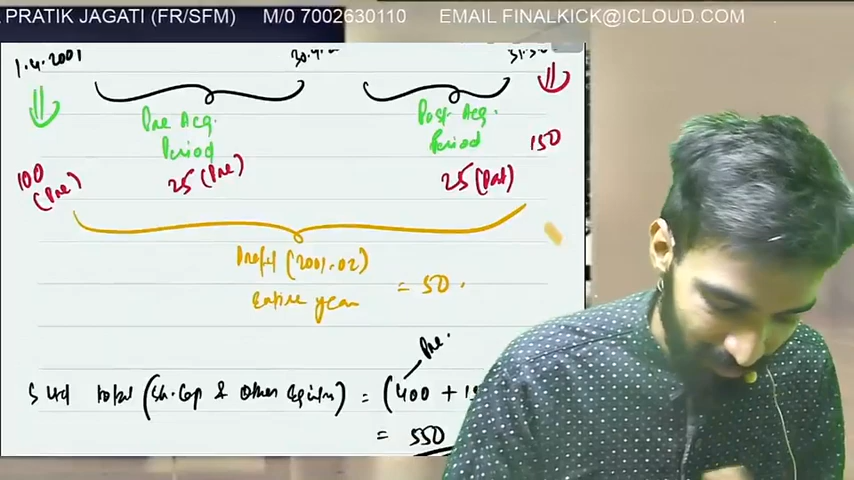 PRATIK JAGATI (FR/SFM) M/0 7002630110 EMAIL FINALKICK@ICLOUD.COM
1.4.2001
Pre Acq. Period
Post Acq. Period
150
100 (Pre)
25 (Pre)
25 (Post)
Profit (2001-02)
Entire year = 50.
Pre.
total (Sh. Cap & Other Equity) = (400 +
= 550